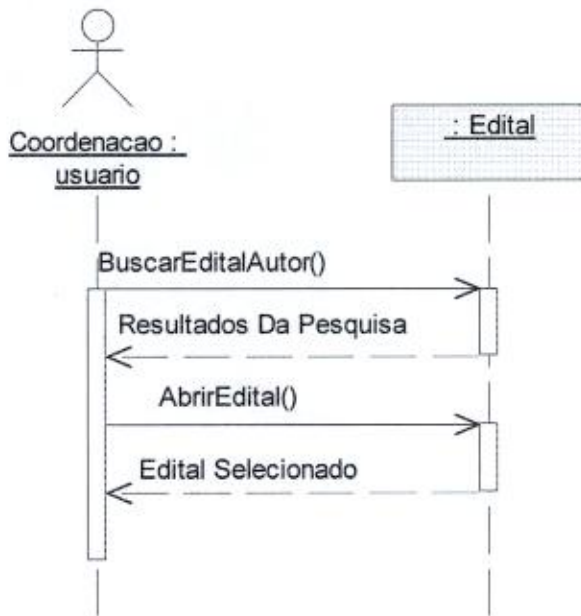 Coordenacao :
usuario
: Edital
BuscarEditalAutor()
Resultados Da Pesquisa
AbrirEdital()
Edital Selecionado